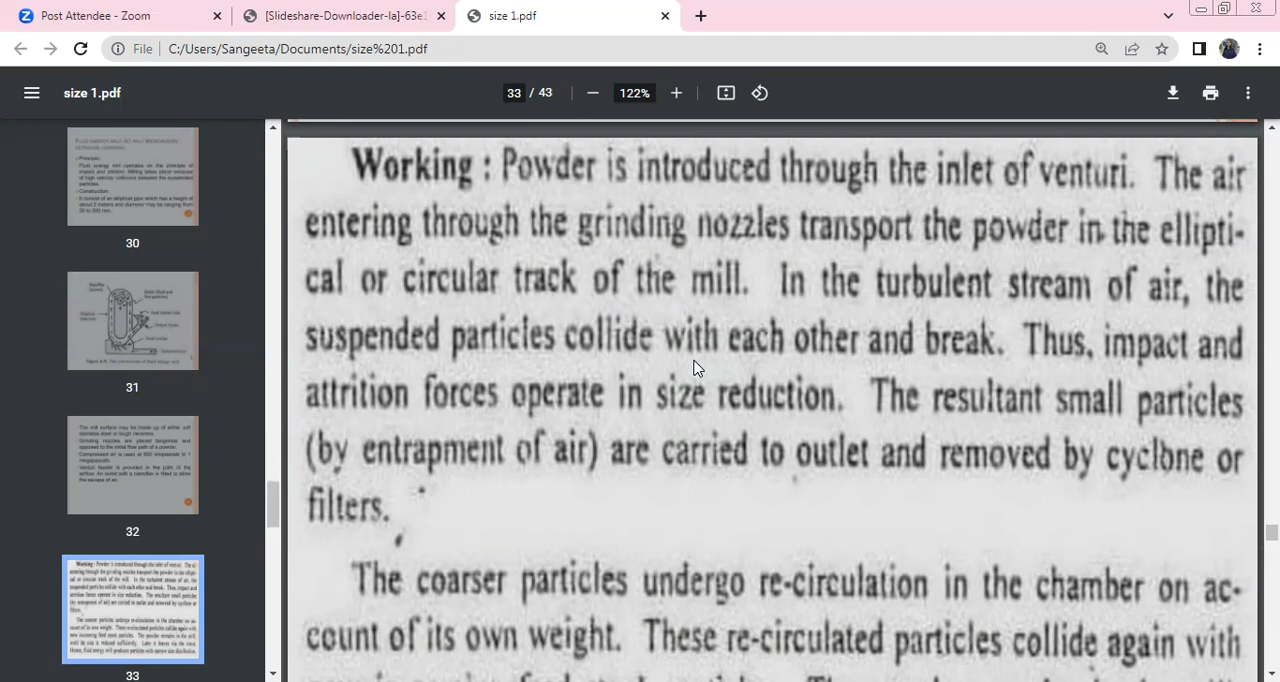 Post Attendee - Zoom
[Slideshare-Downloader-la]-63e1
size 1.pdf
File
C:/Users/Sangeeta/Documents/size%201.pdf
size 1.pdf
33 / 43
122%
30
31
32
33
Working : Powder is introduced through the inlet of venturi. The air
entering through the grinding nozzles transport the powder in the ellipti-
cal or circular track of the mill. In the turbulent stream of air, the
suspended particles collide with each other and break. Thus, impact and
attrition forces operate in size reduction. The resultant small particles
(by entrapment of air) are carried to outlet and removed by cyclone or
filters.
The coarser particles undergo re-circulation in the chamber on ac-
count of its own weight. These re-circulated particles collide again with